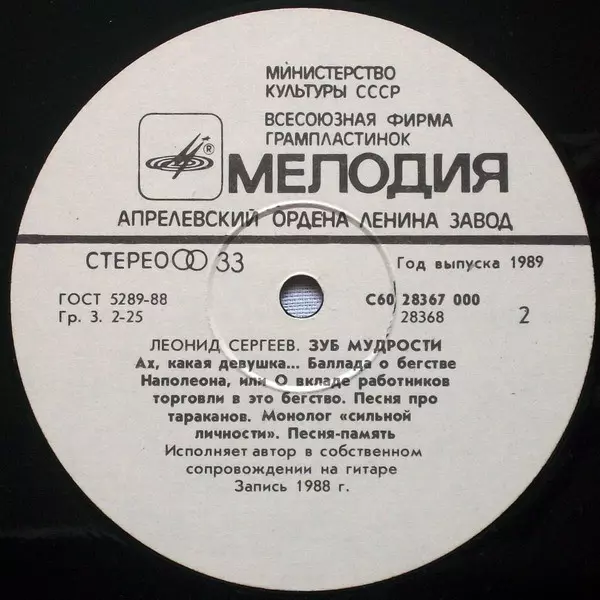 МИНИСТЕРСТВО
КУЛЬТУРЫ СССР
ВСЕСОЮЗНАЯ ФИРМА
ГРАМПЛАСТИНОК
®
МЕЛОДИЯ
АПРЕЛЕВСКИЙ ОРДЕНА ЛЕНИНА ЗАВОД
СТЕРЕО 33
Год выпуска 1989
ГОСТ 5289-88
Гр. 3. 2-25
С60 28367 000
28368
2
ЛЕОНИД СЕРГЕЕВ. ЗУБ МУДРОСТИ
Ах, какая девушка... Баллада о бегстве
Наполеона, или О вкладе работников
торговли в это бегство. Песня про
тараканов. Монолог «сильной
личности». Песня-память
Исполняет автор в собственном
сопровождении на гитаре
Запись 1988 г.